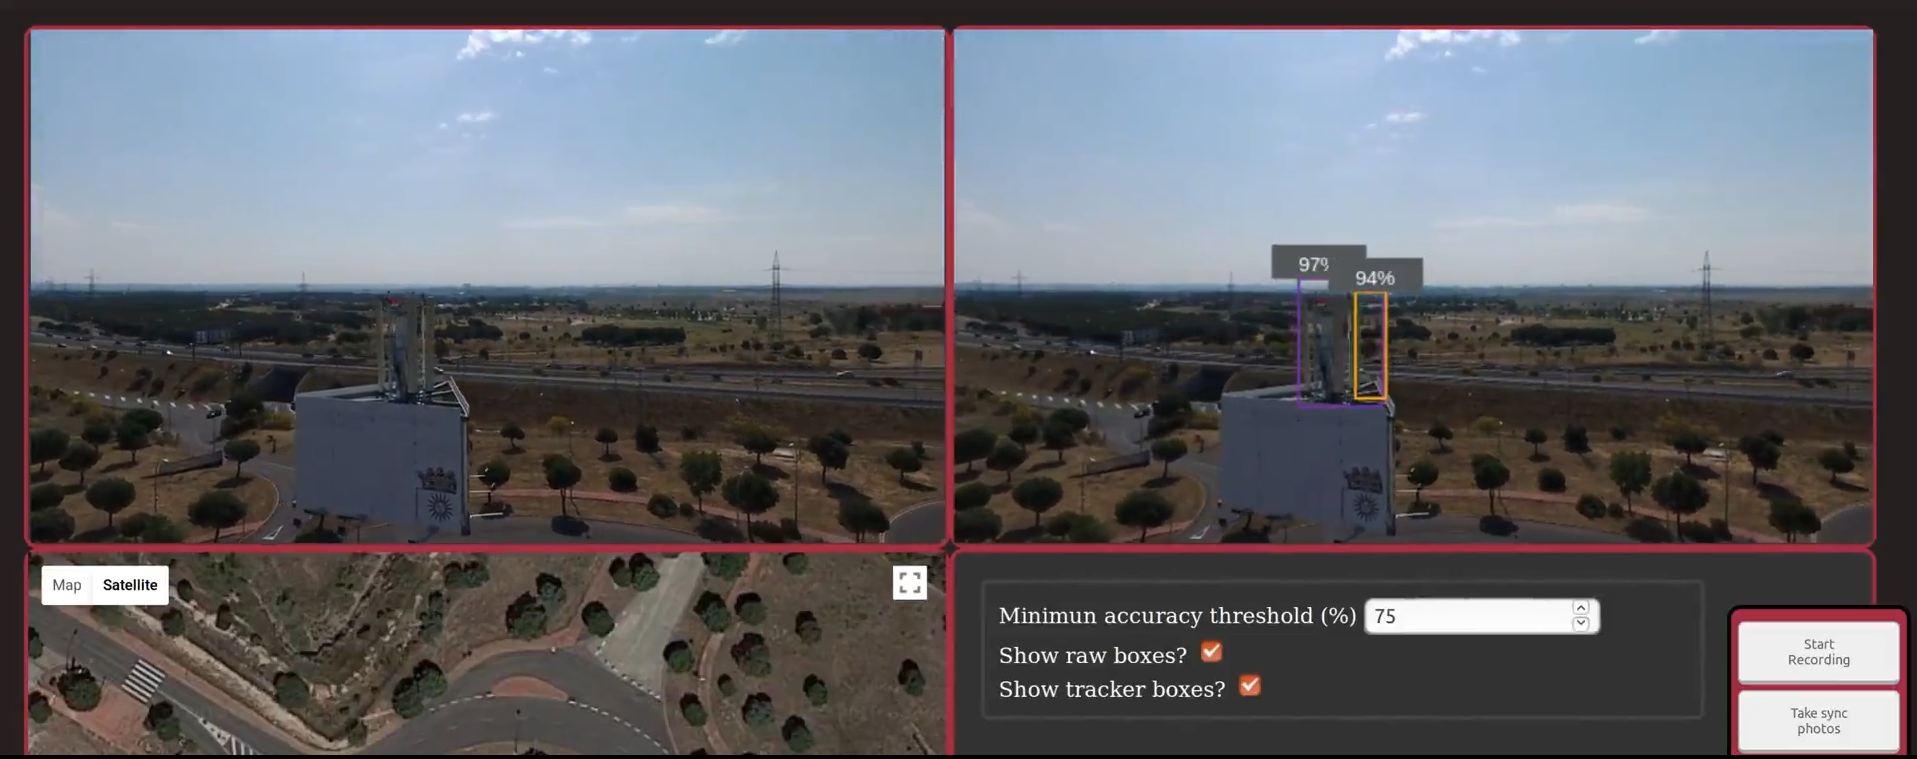 97%
94%
Map
Satellite
Minimun accuracy threshold (%) 75
Show raw boxes?
Show tracker boxes?
Start
Recording
Take sync
photos